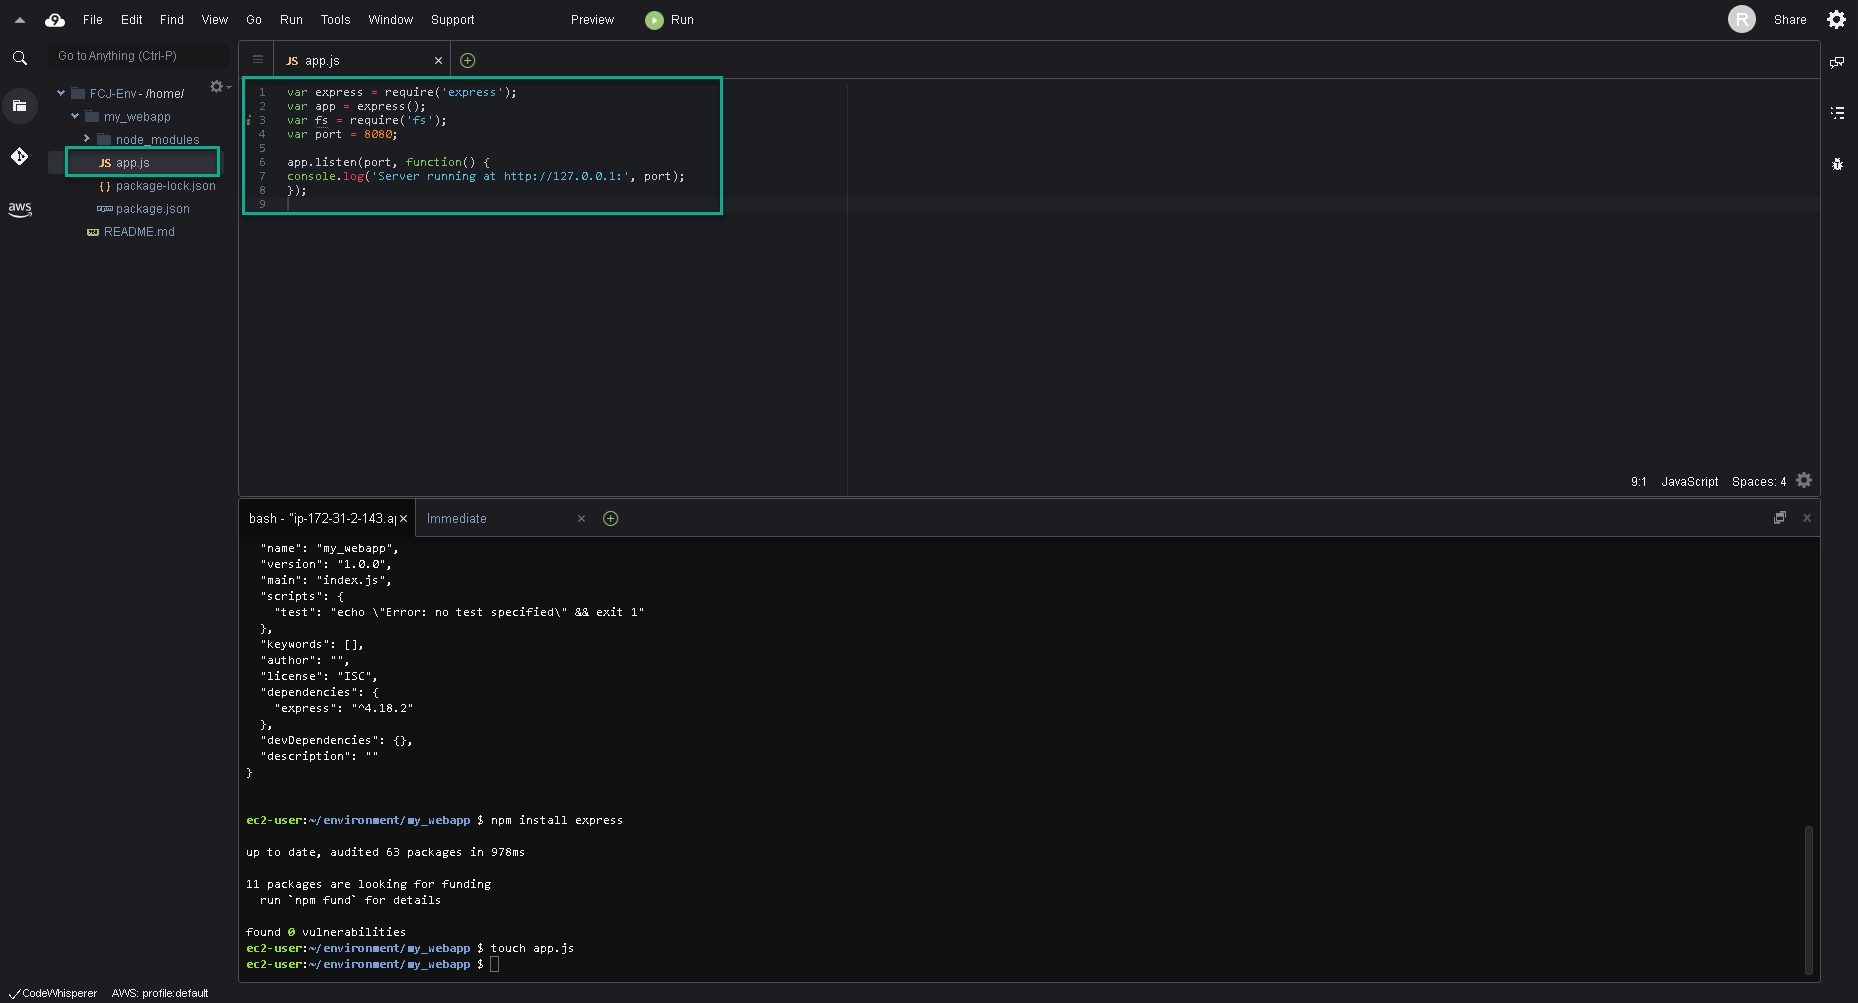 9 File Edit Find View Go Run Tools Window Support Preview Run R Share
Go to Anything (Ctrl-P)
JS app.js
FCJ-Env - /home/
my_webapp
node_modules
JS app.js
{ } package-lock.json
package.json
README.md
aws
1 var express = require('express');
2 var app = express();
3 var fs = require('fs');
4 var port = 8080;
5
6 app.listen(port, function() {
7 console.log('Server running at http://127.0.0.1:', port);
8 });
9
9:1 JavaScript Spaces: 4
bash - "ip-172-31-2-143.a Immediate
"name": "my_webapp",
"version": "1.0.0",
"main": "index.js",
"scripts": {
"test": "echo \"Error: no test specified\" && exit 1"
},
"keywords": [],
"author": "",
"license": "ISC",
"dependencies": {
"express": "^4.18.2"
},
"devDependencies": {},
"description": ""
}
ec2-user:~/environment/my_webapp $ npm install express
up to date, audited 63 packages in 978ms
11 packages are looking for funding
run `npm fund` for details
found 0 vulnerabilities
ec2-user:~/environment/my_webapp $ touch app.js
ec2-user:~/environment/my_webapp $
CodeWhisperer AWS: profile:default